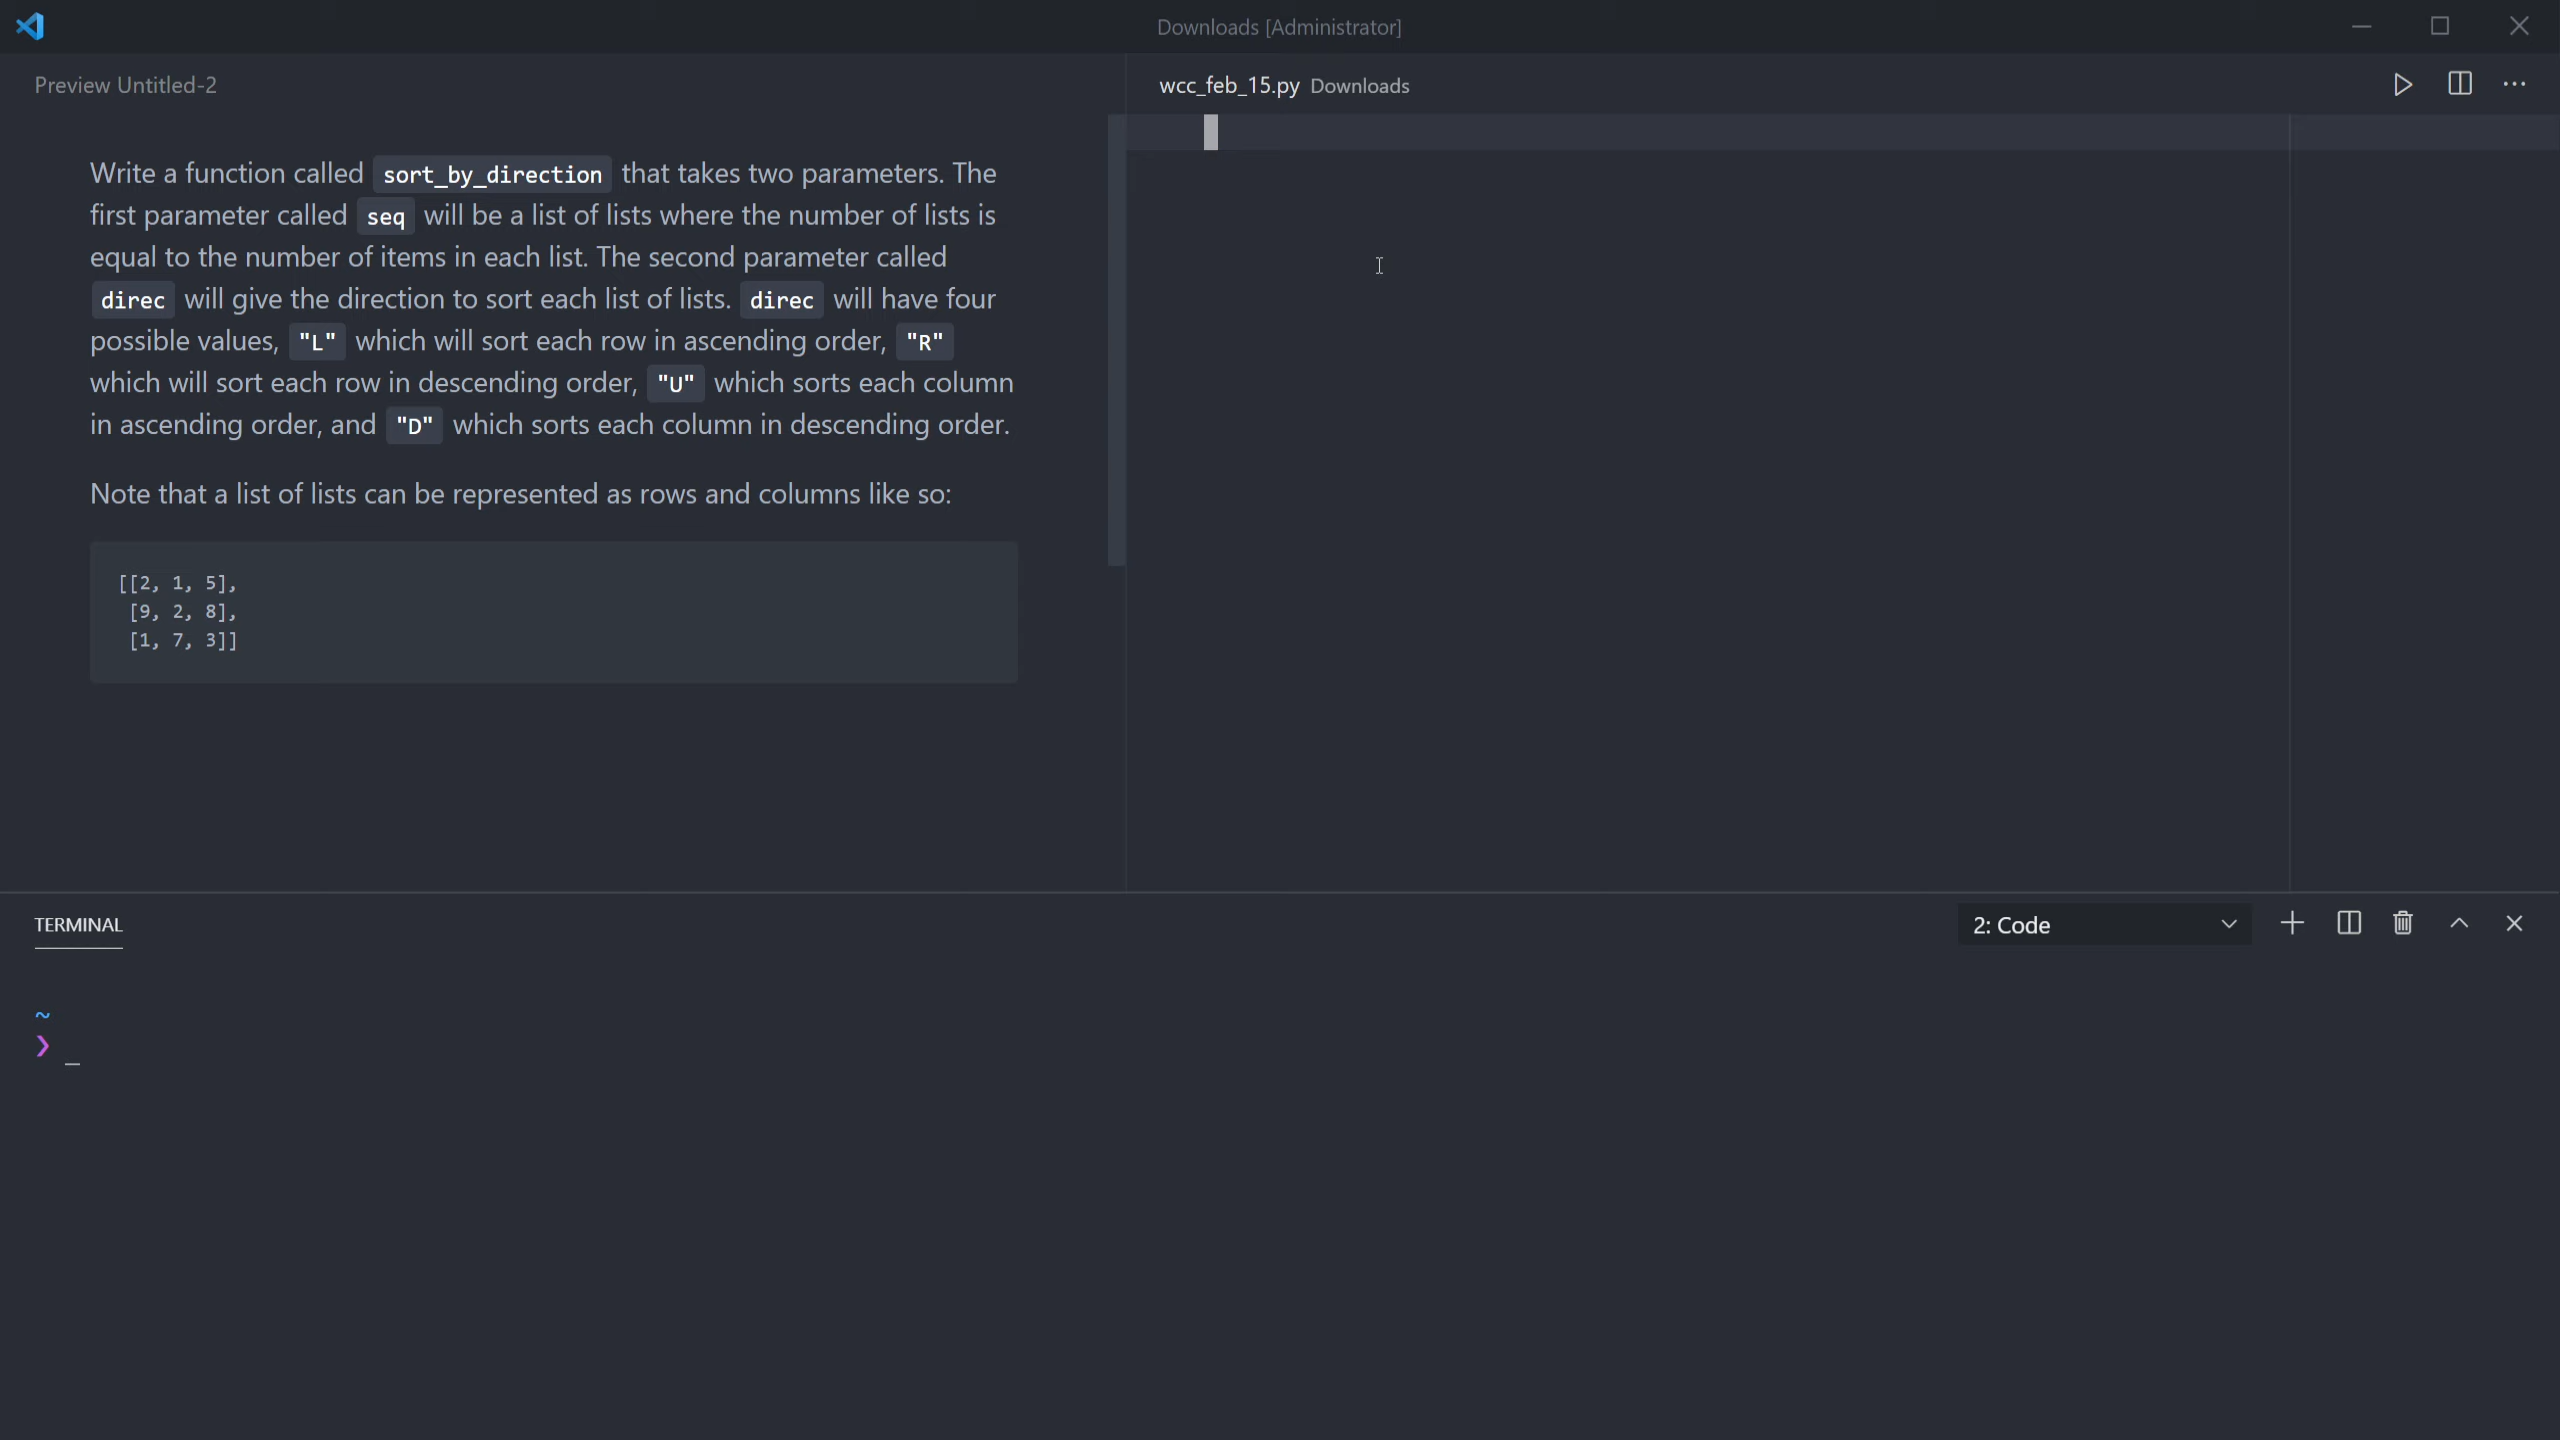 Downloads [Administrator]
Preview Untitled-2
wcc_feb_15.py Downloads
Write a function called sort_by_direction that takes two parameters. The
first parameter called seq will be a list of lists where the number of lists is
equal to the number of items in each list. The second parameter called
direc will give the direction to sort each list of lists. direc will have four
possible values, "L" which will sort each row in ascending order, "R"
which will sort each row in descending order, "U" which sorts each column
in ascending order, and "D" which sorts each column in descending order.
Note that a list of lists can be represented as rows and columns like so:
[[2, 1, 5],
[9, 2, 8],
[1, 7, 3]]
TERMINAL
2: Code
~
❯ _